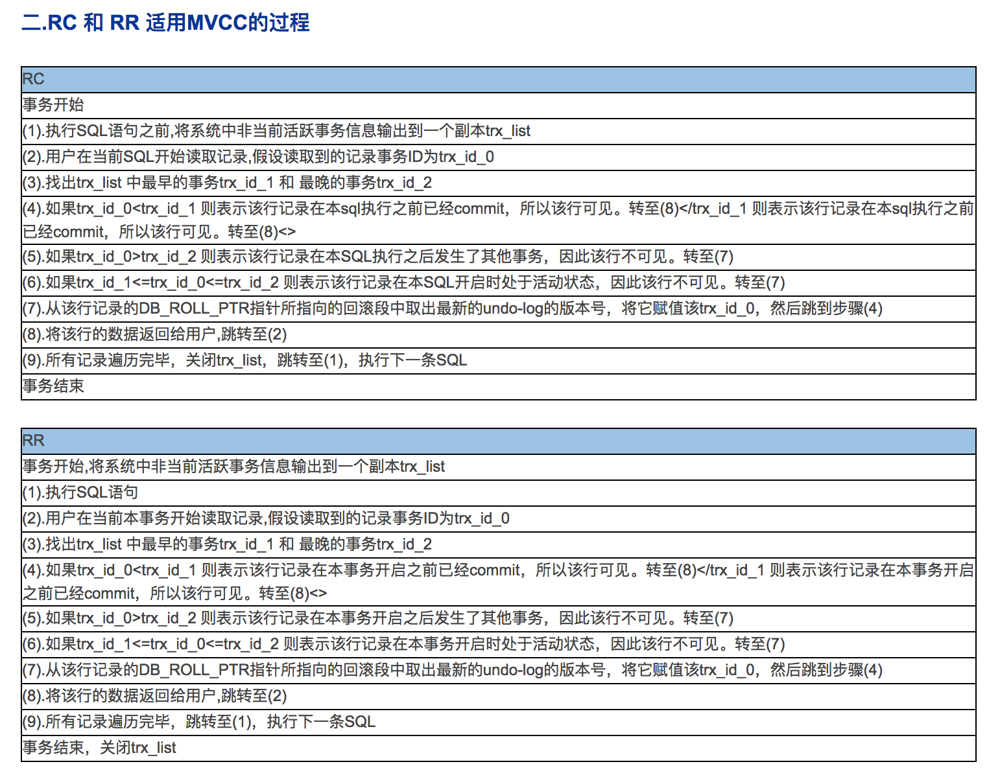 二.RC 和 RR 适用MVCC的过程
RC
事务开始
(1).执行SQL语句之前,将系统中非当前活跃事务信息输出到一个副本trx_list
(2).用户在当前SQL开始读取记录,假设读取到的记录事务ID为trx_id_0
(3).找出trx_list 中最早的事务trx_id_1 和 最晚的事务trx_id_2
(4).如果trx_id_0<trx_id_1 则表示该行记录在本sql执行之前已经commit，所以该行可见。转至(8)</trx_id_1 则表示该行记录在本sql执行之前
已经commit，所以该行可见。转至(8)<>
(5).如果trx_id_0>trx_id_2 则表示该行记录在本SQL执行之后发生了其他事务，因此该行不可见。转至(7)
(6).如果trx_id_1<=trx_id_0<=trx_id_2 则表示该行记录在本SQL开启时处于活动状态，因此该行不可见。转至(7)
(7).从该行记录的DB_ROLL_PTR指针所指向的回滚段中取出最新的undo-log的版本号，将它赋值该trx_id_0，然后跳到步骤(4)
(8).将该行的数据返回给用户,跳转至(2)
(9).所有记录遍历完毕，关闭trx_list，跳转至(1)，执行下一条SQL
事务结束
RR
事务开始,将系统中非当前活跃事务信息输出到一个副本trx_list
(1).执行SQL语句
(2).用户在当前本事务开始读取记录,假设读取到的记录事务ID为trx_id_0
(3).找出trx_list 中最早的事务trx_id_1 和 最晚的事务trx_id_2
(4).如果trx_id_0<trx_id_1 则表示该行记录在本事务开启之前已经commit，所以该行可见。转至(8)</trx_id_1 则表示该行记录在本事务开启
之前已经commit，所以该行可见。转至(8)<>
(5).如果trx_id_0>trx_id_2 则表示该行记录在本事务开启之后发生了其他事务，因此该行不可见。转至(7)
(6).如果trx_id_1<=trx_id_0<=trx_id_2 则表示该行记录在本事务开启时处于活动状态，因此该行不可见。转至(7)
(7).从该行记录的DB_ROLL_PTR指针所指向的回滚段中取出最新的undo-log的版本号，将它赋值该trx_id_0，然后跳到步骤(4)
(8).将该行的数据返回给用户,跳转至(2)
(9).所有记录遍历完毕，跳转至(1)，执行下一条SQL
事务结束，关闭trx_list